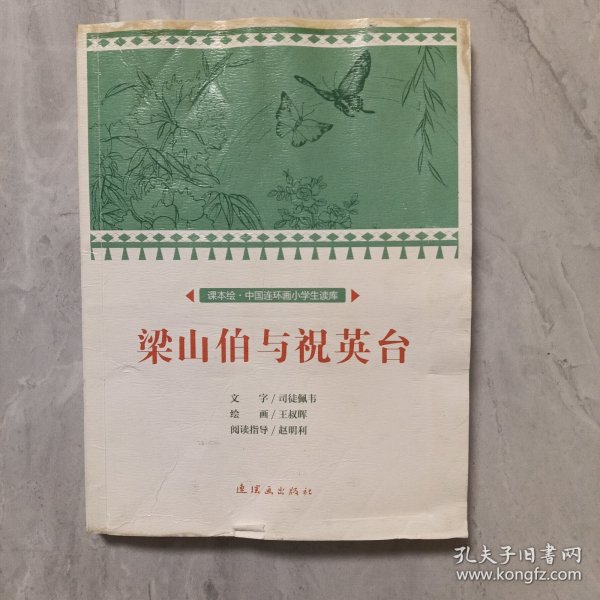 课本绘·中国连环画小学生读库
梁山伯与祝英台
文 字/司徒佩韦
绘 画/王叔晖
阅读指导/赵明利
连环画出版社
孔夫子旧书网
www.kongfz.com